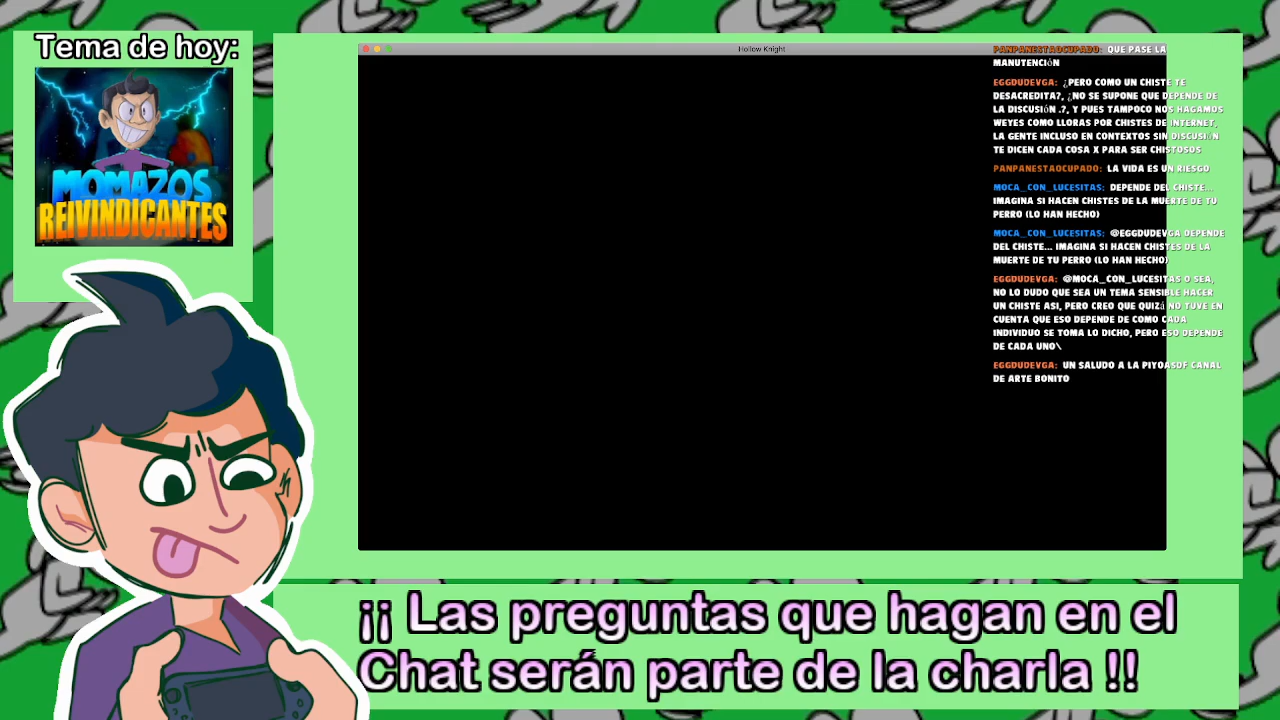 Tema de hoy:
MOMAZOS
REIVINDICANTES
Hollow Knight
PANPANESTAOCUPADO: QUE PASE LA
MANUTENCIóN
EGGDUDEVGA: ¿PERO COMO UN CHISTE TE
DESACREDITA?, ¿NO SE SUPONE QUE DEPENDE DE
LA DISCUSIóN .?, Y PUES TAMPOCO NOS HAGAMOS
WEYES COMO LLORAS POR CHISTES DE INTERNET,
LA GENTE INCLUSO EN CONTEXTOS SIN DISCUSIóN
TE DICEN CADA COSA X PARA SER CHISTOSOS
PANPANESTAOCUPADO: LA VIDA ES UN RIESGO
MOCA_CON_LUCESITAS: DEPENDE DEL CHISTE...
IMAGINA SI HACEN CHISTES DE LA MUERTE DE TU
PERRO (LO HAN HECHO)
MOCA_CON_LUCESITAS: @EGGDUDEVGA DEPENDE
DEL CHISTE... IMAGINA SI HACEN CHISTES DE LA
MUERTE DE TU PERRO (LO HAN HECHO)
EGGDUDEVGA: @MOCA_CON_LUCESITAS O SEA,
NO LO DUDO QUE SEA UN TEMA SENSIBLE HACER
UN CHISTE ASI, PERO CREO QUE QUIZá NO TUVE EN
CUENTA QUE ESO DEPENDE DE COMO CADA
INDIVIDUO SE TOMA LO DICHO, PERO ESO DEPENDE
DE CADA UNO\
EGGDUDEVGA: UN SALUDO A LA PIYOASDF CANAL
DE ARTE BONITO
¡¡ Las preguntas que hagan en el
Chat serán parte de la charla !!